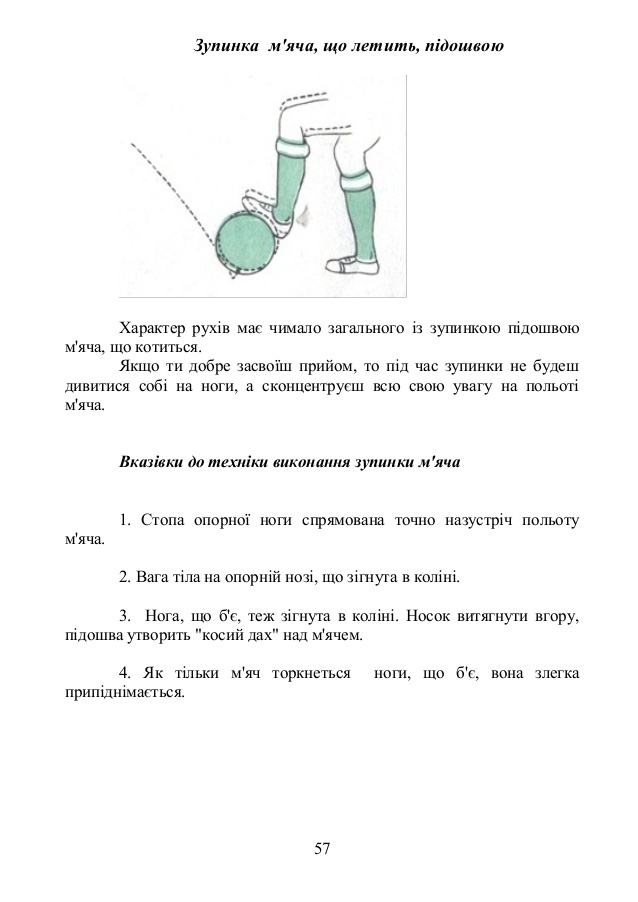 Зупинка м'яча, що летить, підошвою
Характер рухів має чимало загального із зупинкою підошвою
м'яча, що котиться.
Якщо ти добре засвоїш прийом, то під час зупинки не будеш
дивитися собі на ноги, а сконцентруєш всю свою увагу на польоті
м'яча.
Вказівки до техніки виконання зупинки м'яча
1. Стопа опорної ноги спрямована точно назустріч польоту
м'яча.
2. Вага тіла на опорній нозі, що зігнута в коліні.
3. Нога, що б'є, теж зігнута в коліні. Носок витягнути вгору,
підошва утворить "косий дах" над м'ячем.
4. Як тільки м'яч торкнеться ноги, що б'є, вона злегка
припіднімається.
57